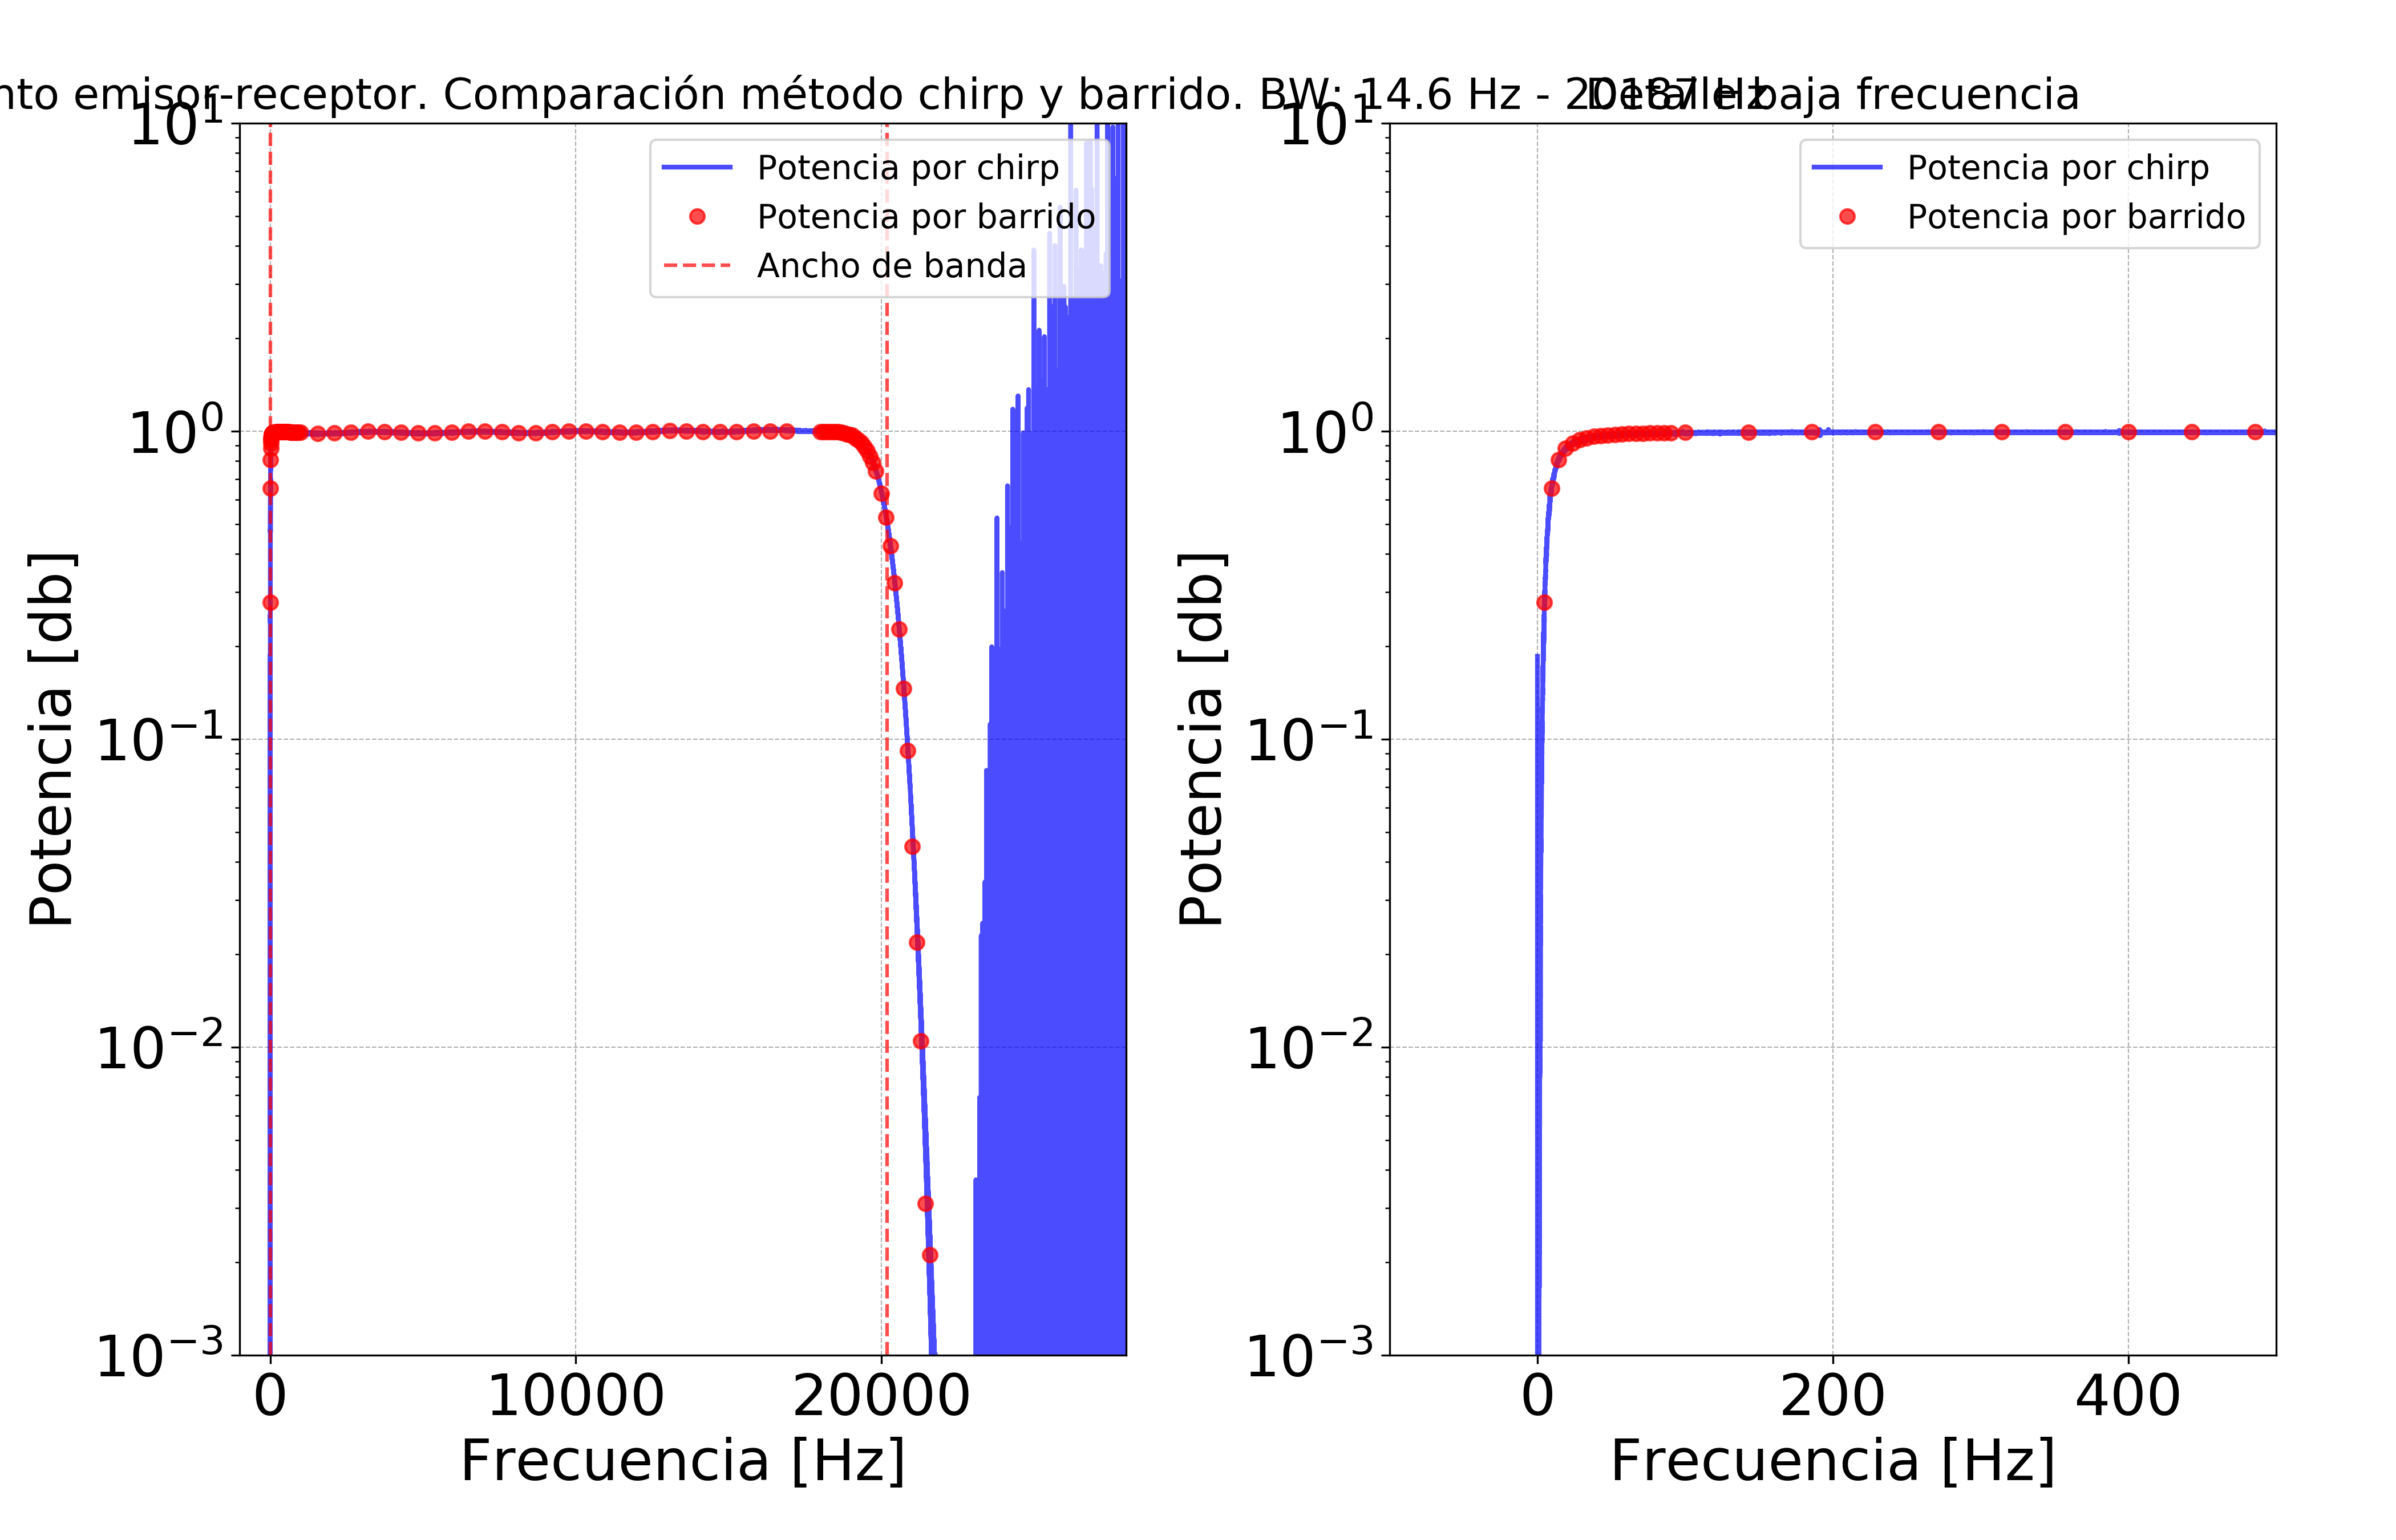 emisor-receptor. Comparación método chirp y barrido. BW: 14.6 Hz - 20187 Hz
Potencia [db]
10¹
10⁰
10⁻¹
10⁻²
10⁻³
Potencia por chirp
Potencia por barrido
Ancho de banda
0
10000
20000
Frecuencia [Hz]
Detalle baja frecuencia
Potencia [db]
10¹
10⁰
10⁻¹
10⁻²
10⁻³
Potencia por chirp
Potencia por barrido
0
200
400
Frecuencia [Hz]